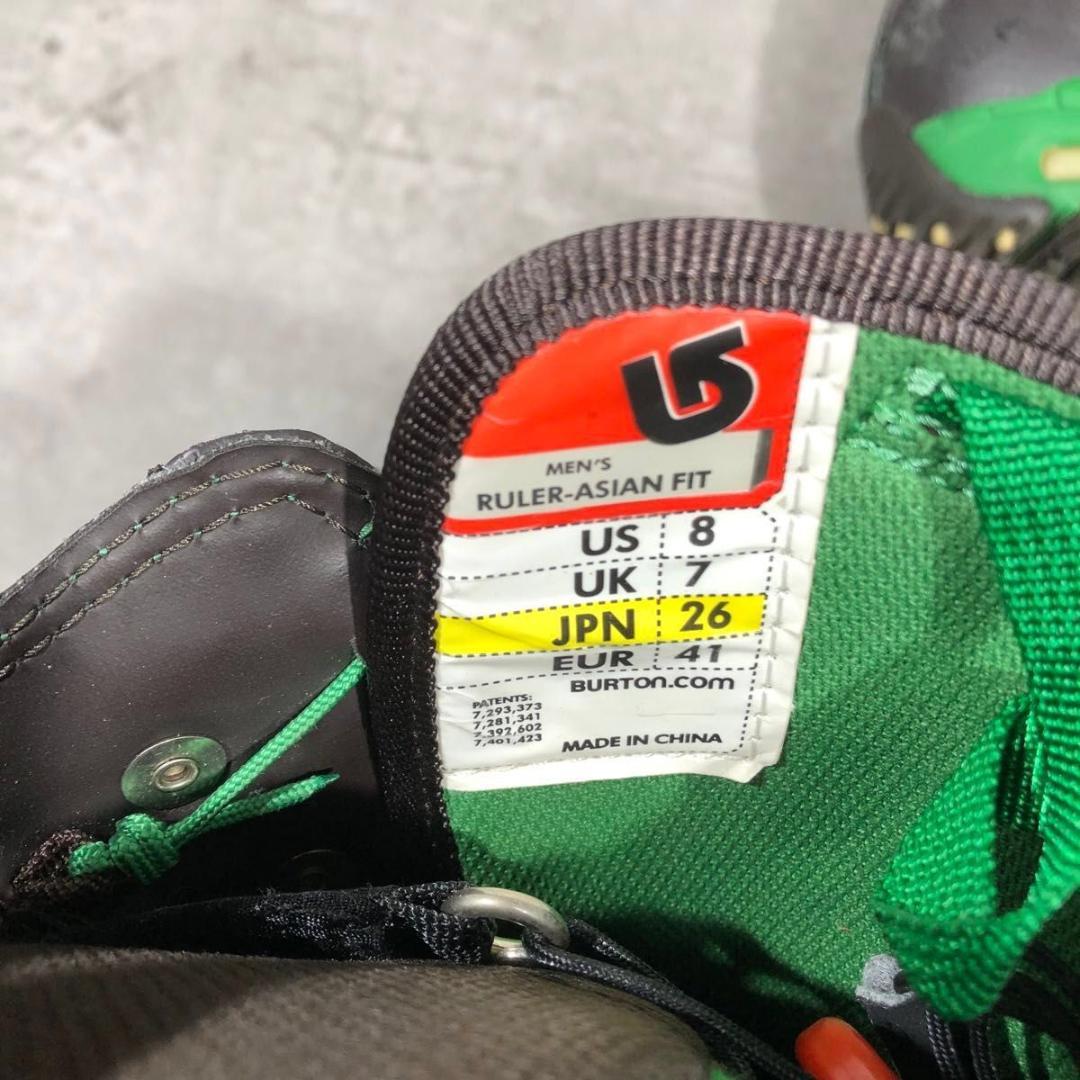 MEN'S
RULER-ASIAN FIT
US 8
UK 7
JPN 26
EUR 41
BURTON.COM
PATENTS:
7,293,373
7,281,341
7,392,602
7,401,423
MADE IN CHINA